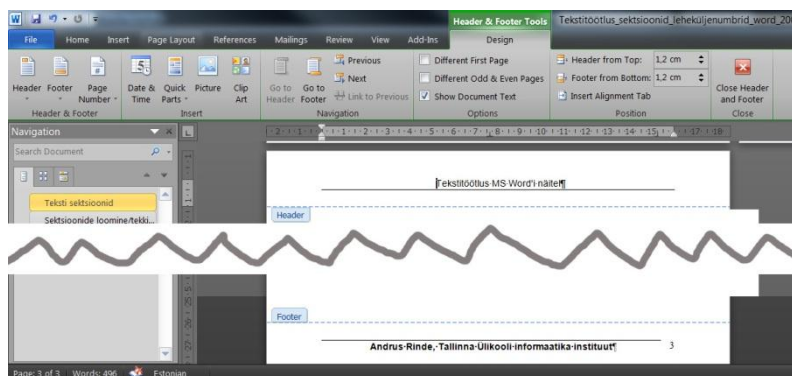 Header & Footer Tools
Tekstitöötlus_sektsioonid_leheküljenumbrid_word_20
File Home Insert Page Layout References Mailings Review View Add-Ins Design
Header Footer Page Number
Date & Time Quick Parts Picture Clip Art
Go to Header Go to Footer
Previous
Next
Link to Previous
Different First Page
Different Odd & Even Pages
Show Document Text
Header from Top: 1,2 cm
Footer from Bottom: 1,2 cm
Insert Alignment Tab
Close Header and Footer
Header & Footer Insert Navigation Options Position Close
Navigation
Search Document
Teksti sektsioonid
Sektsioonide loomine/tekki...
Tekstitöötlus·MS·Word'i·näitel¶
Header
Footer
Andrus·Rinde,·Tallinna·Ülikooli·informaatika·instituut¶ 3
Page: 3 of 3 Words: 496 Estonian